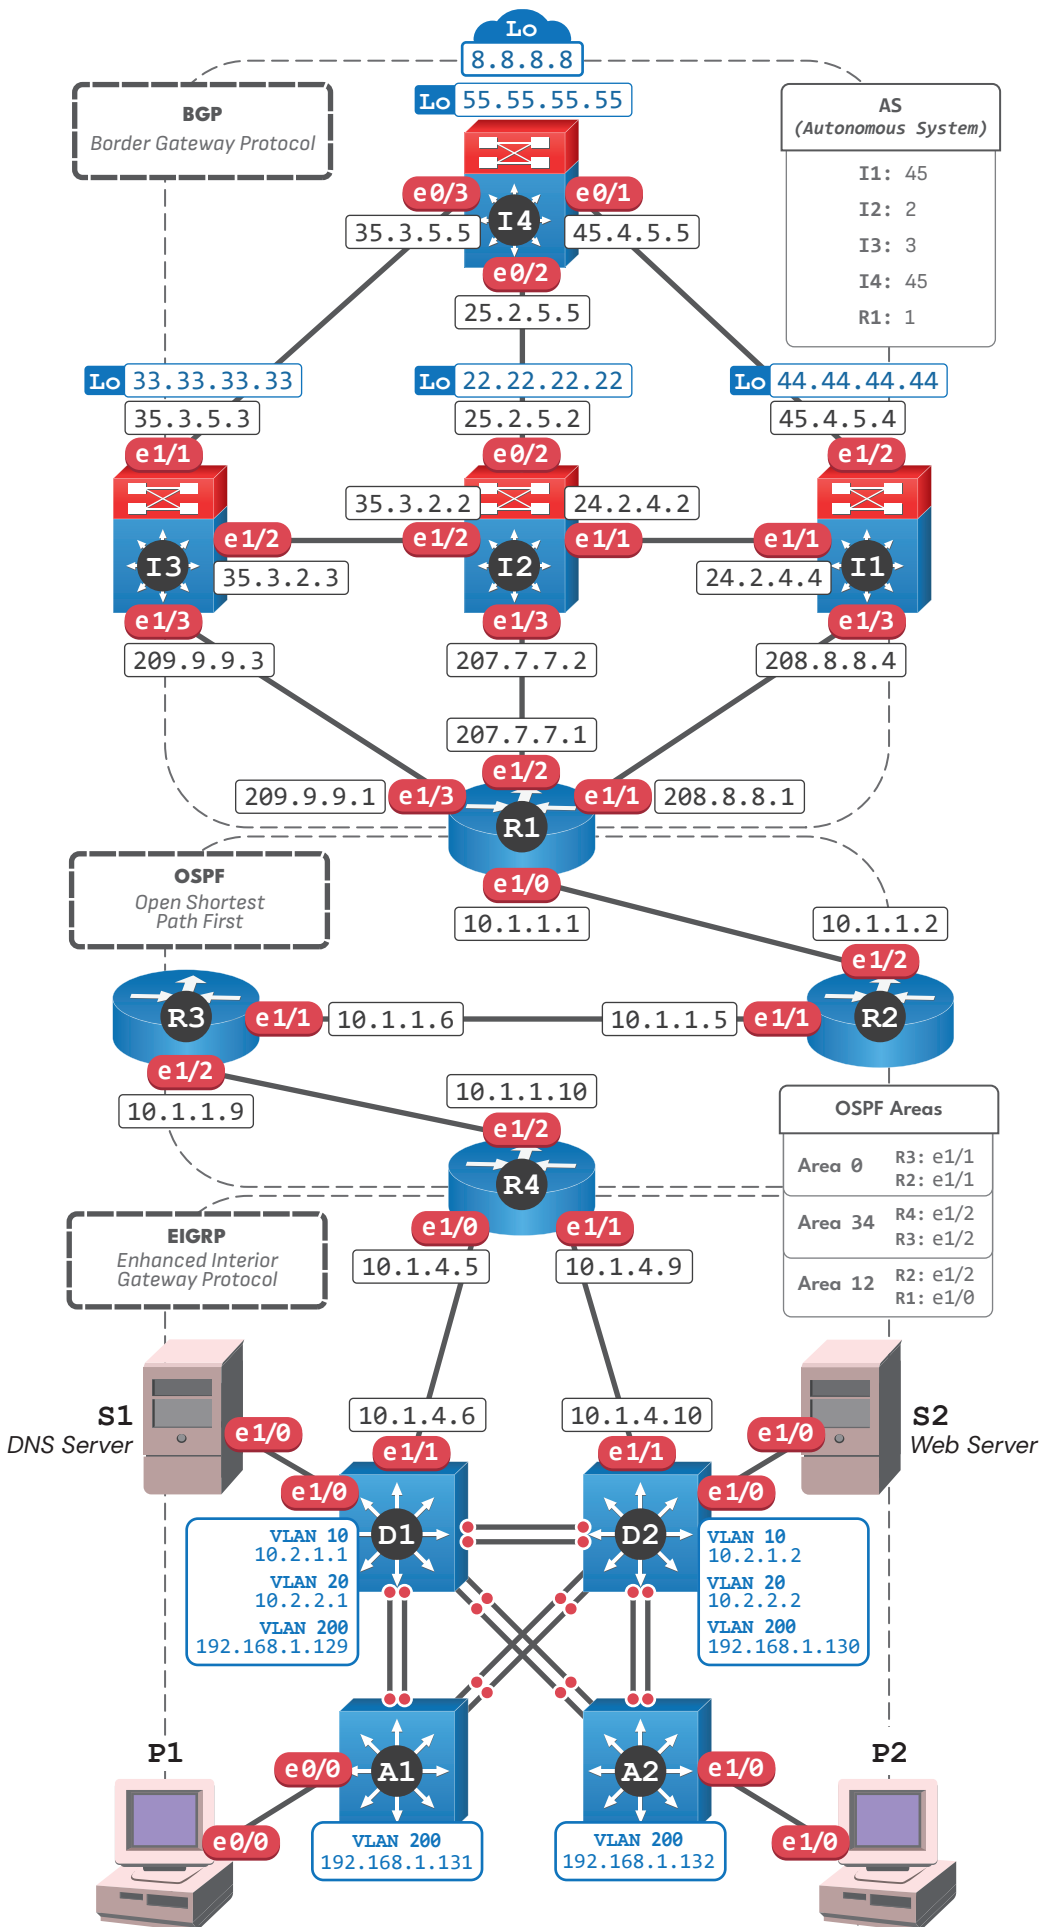 Lo
8.8.8.8
Lo 55.55.55.55
BGP
Border Gateway Protocol
AS
(Autonomous System)
I1: 45
I2: 2
I3: 3
I4: 45
R1: 1
e0/3
e0/1
I4
35.3.5.5
45.4.5.5
e0/2
25.2.5.5
Lo 33.33.33.33
Lo 22.22.22.22
Lo 44.44.44.44
35.3.5.3
25.2.5.2
45.4.5.4
e1/1
e0/2
e1/2
35.3.2.2
24.2.4.2
e1/2
e1/2
e1/1
e1/1
I3
I2
I1
35.3.2.3
24.2.4.4
e1/3
e1/3
e1/3
209.9.9.3
207.7.7.2
208.8.8.4
207.7.7.1
e1/2
209.9.9.1
e1/3
e1/1
208.8.8.1
R1
OSPF
Open Shortest
Path First
e1/0
10.1.1.1
10.1.1.2
e1/2
R3
e1/1
10.1.1.6
10.1.1.5
e1/1
R2
e1/2
10.1.1.9
10.1.1.10
e1/2
R4
OSPF Areas
Area 0
R3: e1/1
R2: e1/1
Area 34
R4: e1/2
R3: e1/2
Area 12
R2: e1/2
R1: e1/0
EIGRP
Enhanced Interior
Gateway Protocol
e1/0
e1/1
10.1.4.5
10.1.4.9
S1
DNS Server
e1/0
10.1.4.6
10.1.4.10
e1/0
S2
Web Server
e1/1
e1/1
e1/0
e1/0
D1
D2
VLAN 10
10.2.1.1
VLAN 20
10.2.2.1
VLAN 200
192.168.1.129
VLAN 10
10.2.1.2
VLAN 20
10.2.2.2
VLAN 200
192.168.1.130
P1
P2
e0/0
A1
A2
e1/0
e0/0
e1/0
VLAN 200
192.168.1.131
VLAN 200
192.168.1.132